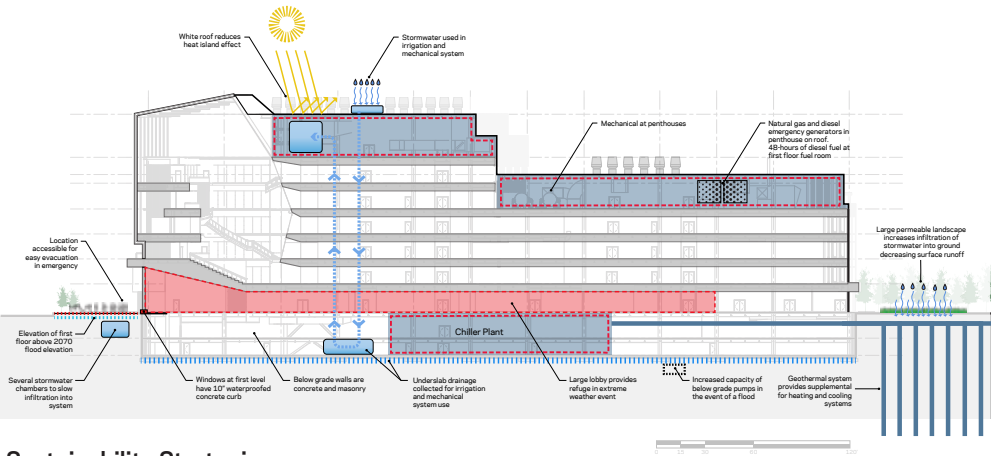 White roof reduces
heat island effect
Stormwater used in
irrigation and
mechanical system
Mechanical at penthouses
Natural gas and diesel
emergency generators in
penthouse on roof.
48-hours of diesel fuel at
first floor fuel room
Location
accessible for
easy evacuation
in emergency
Large permeable landscape
increases infiltration of
stormwater into ground
decreasing surface runoff
Elevation of first
floor above 2070
flood elevation
Chiller Plant
Several stormwater
chambers to slow
infiltration into
system
Windows at first level
have 10" waterproofed
concrete curb
Below grade walls are
concrete and masonry
Underslab drainage
collected for irrigation
and mechanical
system use
Large lobby provides
refuge in extreme
weather event
Increased capacity of
below grade pumps in
the event of a flood
Geothermal system
provides supplemental
for heating and cooling
systems
0 15 30 60 120'